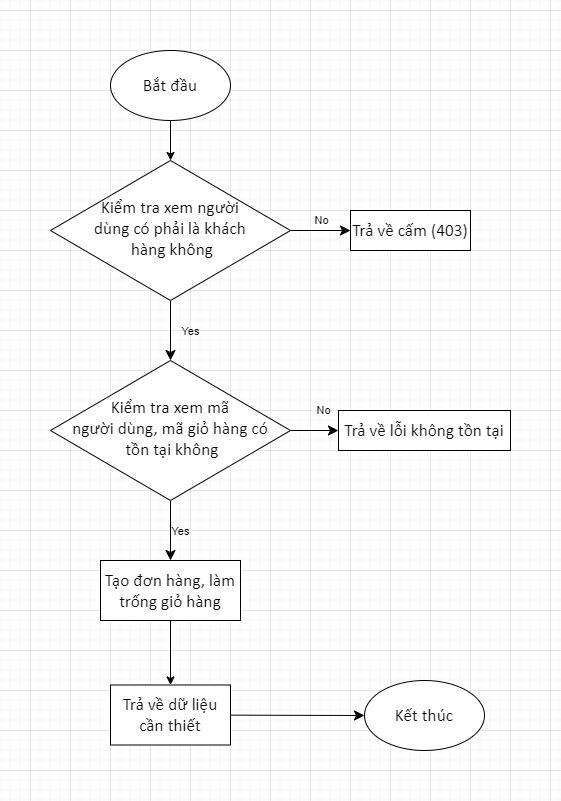 Bắt đầu
Kiểm tra xem người
dùng có phải là khách
hàng không
No
Trả về cấm (403)
Yes
Kiểm tra xem mã
người dùng, mã giỏ hàng có
tồn tại không
No
Trả về lỗi không tồn tại
Yes
Tạo đơn hàng, làm
trống giỏ hàng
Trả về dữ liệu
cần thiết
Kết thúc